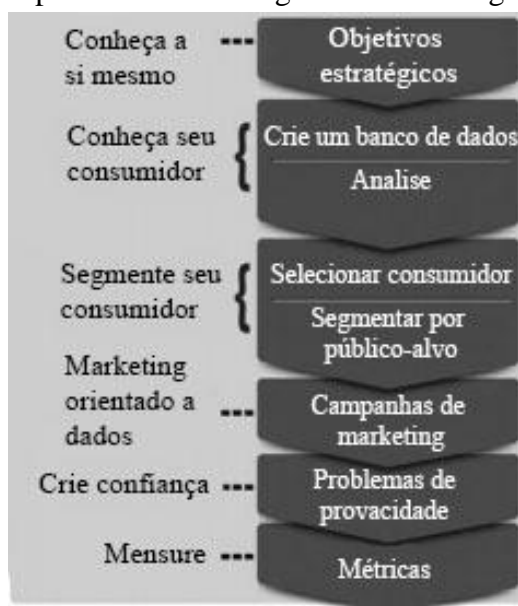 Conheça a
si mesmo
Objetivos
estratégicos
Conheça seu
consumidor
Crie um banco de dados
Analise
Segmente seu
consumidor
Selecionar consumidor
Segmentar por
público-alvo
Marketing
orientado a
dados
Campanhas de
marketing
Crie confiança
Problemas de
provacidade
Mensure
Métricas